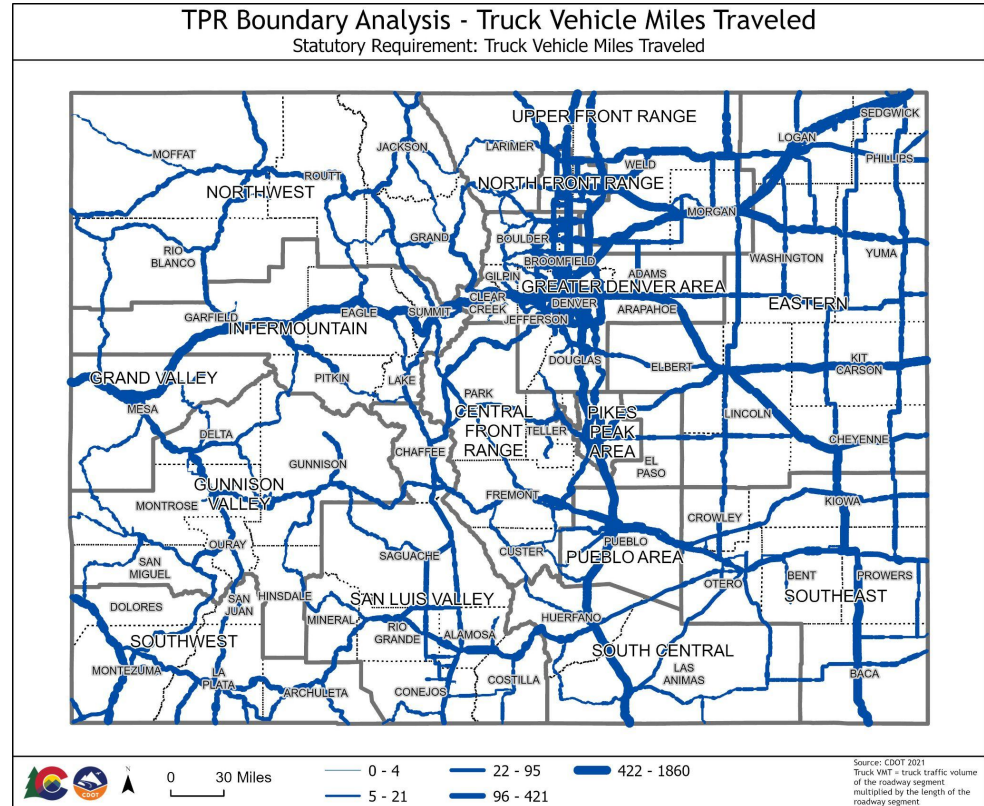 TPR Boundary Analysis - Truck Vehicle Miles Traveled
Statutory Requirement: Truck Vehicle Miles Traveled
UPPER FRONT RANGE
SEDGWICK
LOGAN
JACKSON
LARIMER
MOFFAT
PHILLIPS
WELD
ROUTT
NORTHWEST
NORTH FRONT RANGE
MORGAN
GRAND
BOULDER
RIO
BLANCO
WASHINGTON
YUMA
BROOMFIELD
GILPIN
ADAMS
GREATER DENVER AREA
CLEAR
CREEK
DENVER
EASTERN
EAGLE
SUMMIT
GARFIELD
JEFFERSON
ARAPAHOE
INTERMOUNTAIN
DOUGLAS
KIT
CARSON
ELBERT
GRAND VALLEY
PITKIN
LAKE
PARK
MESA
CENTRAL
FRONT
RANGE
PIKES
PEAK
AREA
LINCOLN
TELLER
DELTA
CHEYENNE
CHAFFEE
GUNNISON
EL
PASO
GUNNISON
VALLEY
FREMONT
MONTROSE
KIOWA
CROWLEY
OURAY
PUEBLO
SAGUACHE
CUSTER
PUEBLO AREA
SAN
MIGUEL
BENT
PROWERS
OTERO
SOUTHEAST
HINSDALE
SAN
JUAN
SAN LUIS VALLEY
DOLORES
MINERAL
HUERFANO
RIO
GRANDE
ALAMOSA
SOUTHWEST
SOUTH CENTRAL
MONTEZUMA
LA
PLATA
LAS
ANIMAS
BACA
COSTILLA
ARCHULETA
CONEJOS
CDOT
N
0 30 Miles
0 - 4
22 - 95
422 - 1860
5 - 21
96 - 421
Source: CDOT 2021
Truck VMT = truck traffic volume
of the roadway segment
multiplied by the length of the
roadway segment